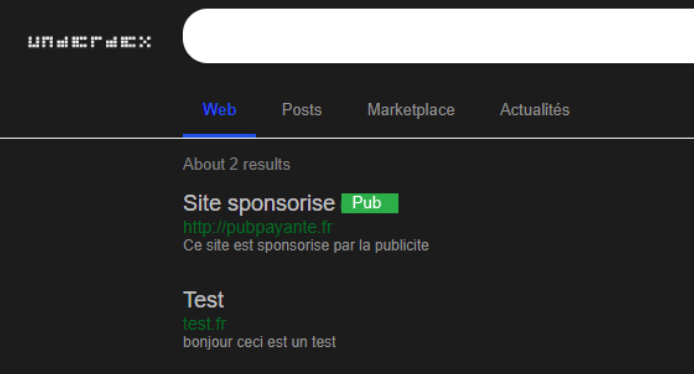 underdex
Web Posts Marketplace Actualités
About 2 results
Site sponsorise Pub
http://pubpayante.fr
Ce site est sponsorise par la publicite
Test
test.fr
bonjour ceci est un test